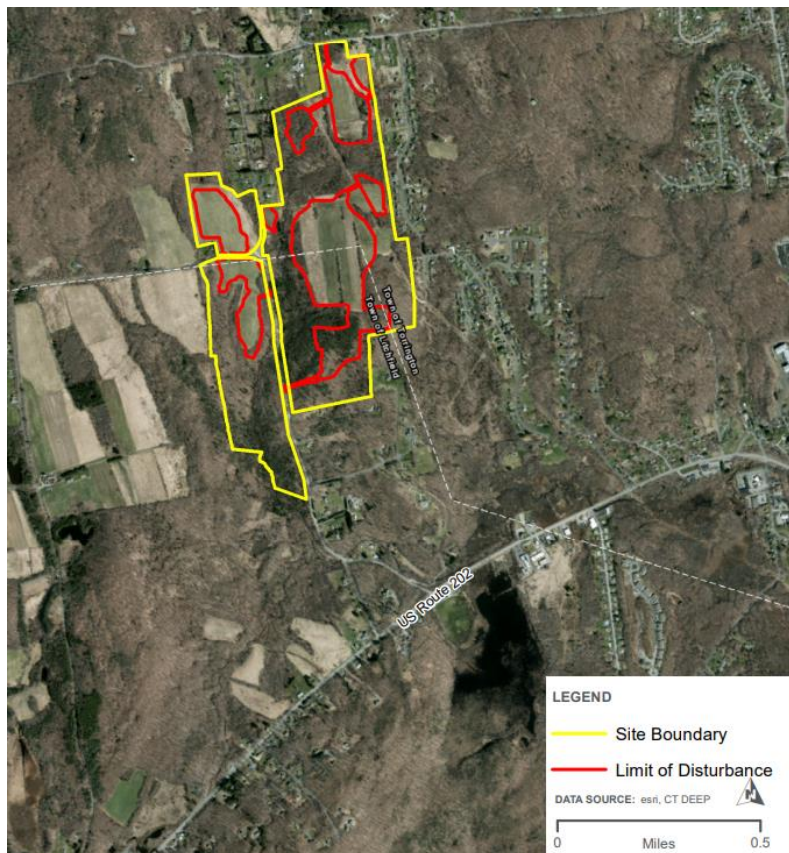 Town of Torrington
Town of Litchfield
US Route 202
LEGEND
Site Boundary
Limit of Disturbance
DATA SOURCE: esri, CT DEEP
N
0 Miles 0.5